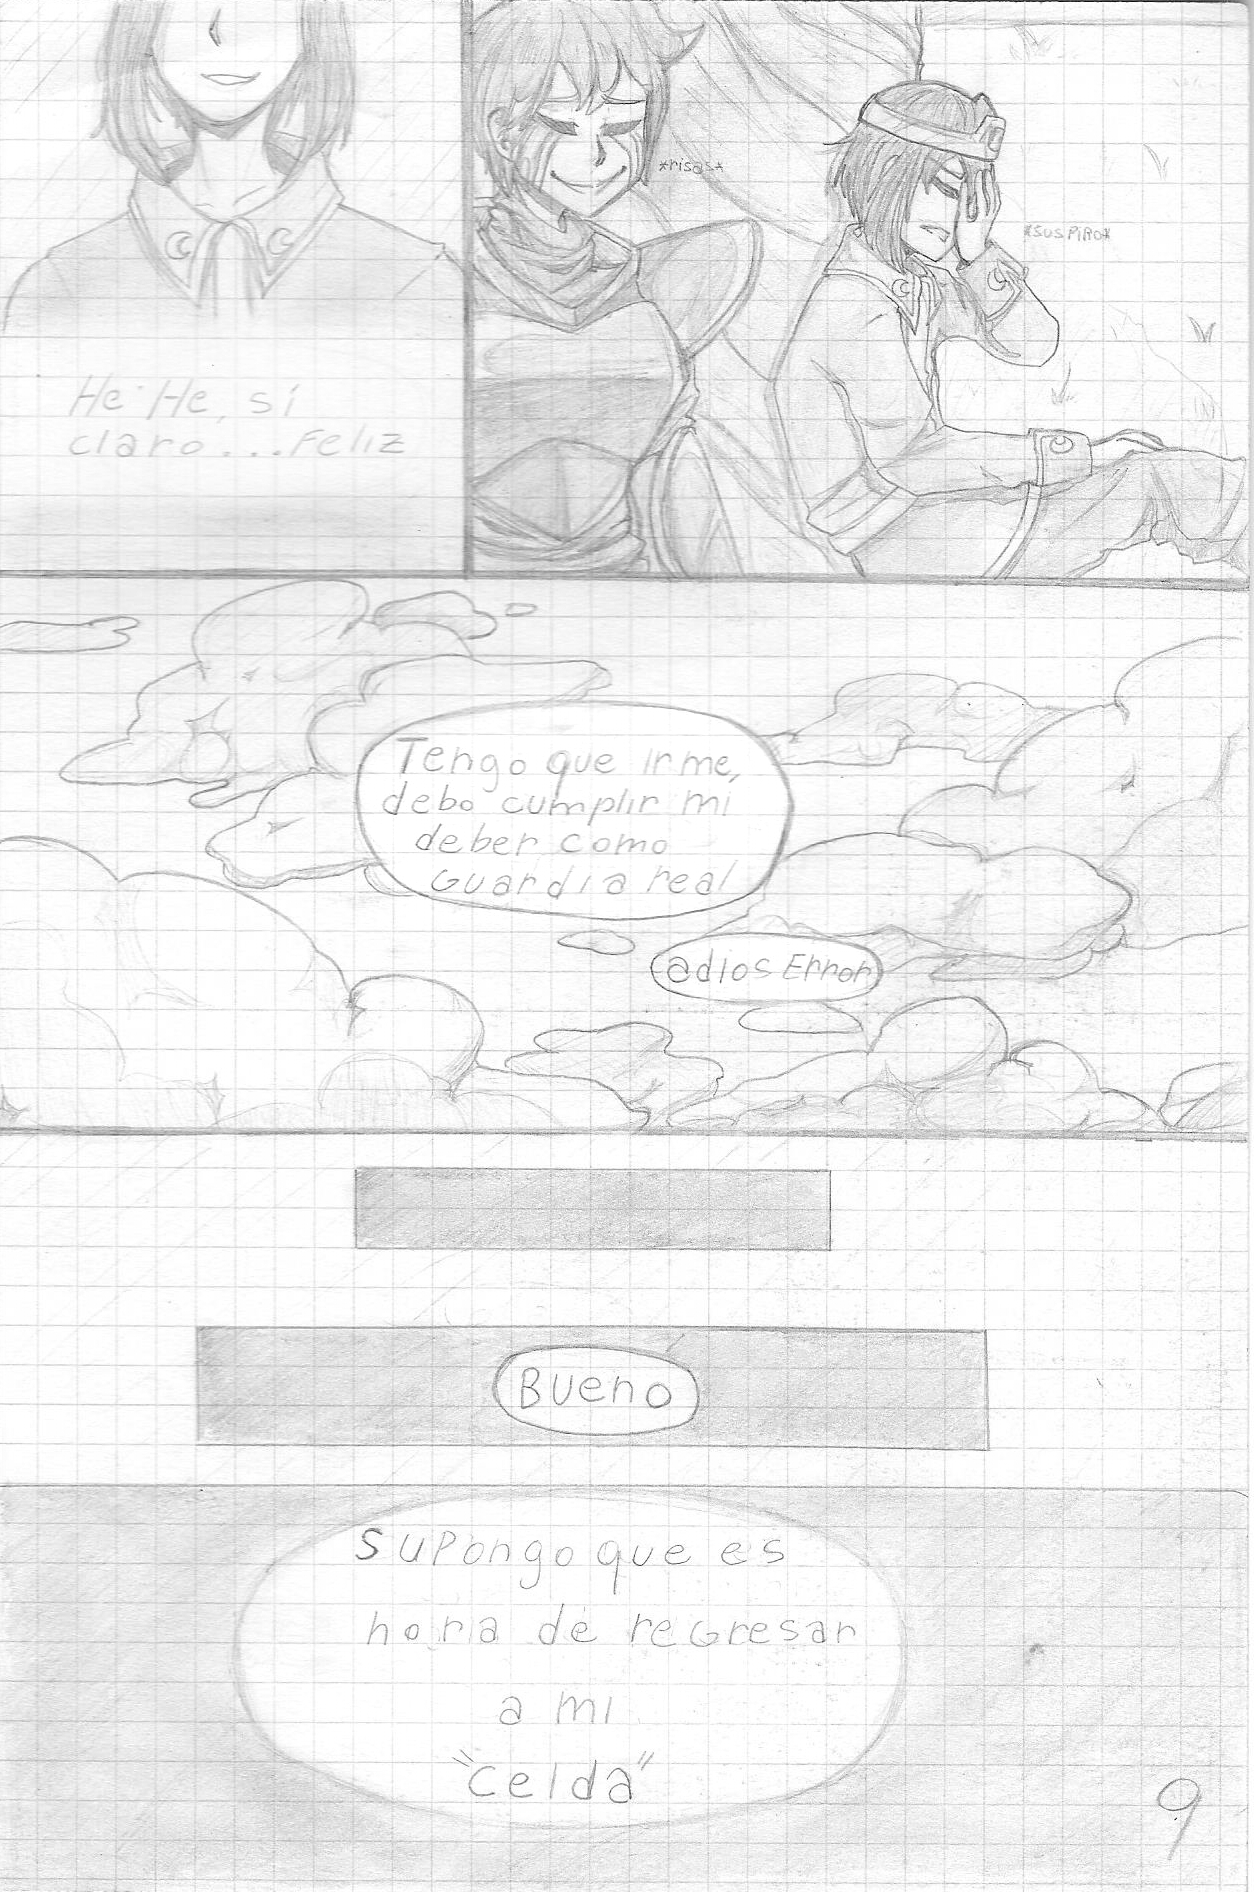 He He, sí
claro...Feliz
*risas*
*SUSPIRO*
Tengo que irme,
debo cumplir mi
deber como
Guardia real
adios Error
Bueno
Supongo que es
hora de regresar
a mi
"celda"
9